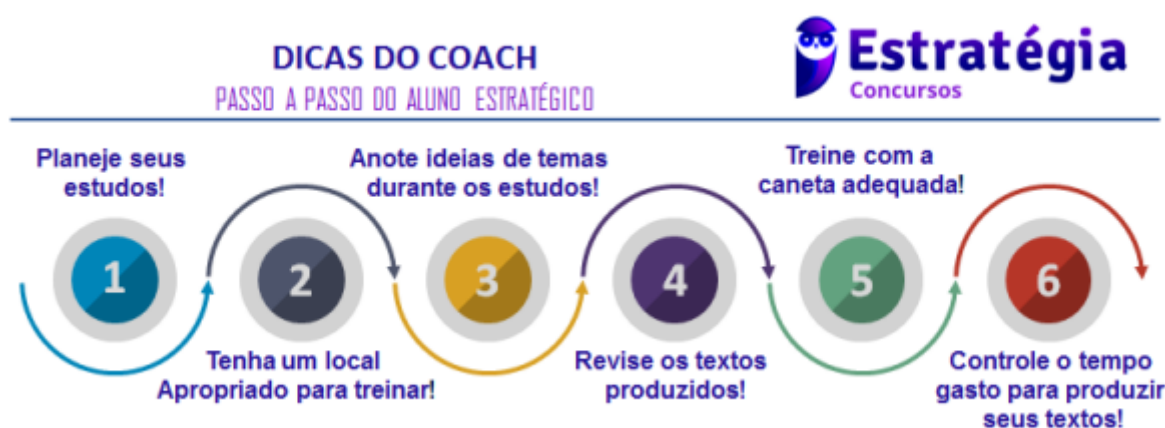 DICAS DO COACH
PASSO A PASSO DO ALUNO ESTRATÉGICO
Estratégia
Concursos
Planeje seus
estudos!
1
2
Tenha um local
Apropriado para treinar!
Anote ideias de temas
durante os estudos!
3
4
Revise os textos
produzidos!
Treine com a
caneta adequada!
5
6
Controle o tempo
gasto para produzir
seus textos!